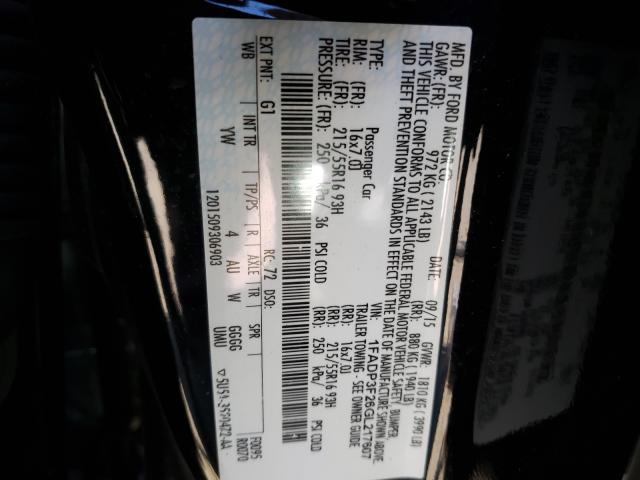 MFD. BY FORD MOTOR CO.
DATE: 09/15 GVWR: 1810 KG ( 3990 LB)
GAWR: (FR) 972 KG ( 2143 LB) (RR): 880 KG ( 1940 LB)
THIS VEHICLE CONFORMS TO ALL APPLICABLE FEDERAL MOTOR VEHICLE SAFETY, BUMPER,
AND THEFT PREVENTION STANDARDS IN EFFECT ON THE DATE OF MANUFACTURE SHOWN ABOVE.
VIN: 1FADP3F26GL217607
Passenger Car TRAILER TOWING - SEE OWNER GUIDE
RIM: (FR) 16x7.0J 16x7.0J
TIRE: (FR) 215/55R16 93H (RR) 215/55R16 93H
PRESSURE: (FR) 250 kPa/ 36 PSI COLD (RR) 250 kPa/ 36 PSI COLD
EXT PNT: G1 RC: 72 DSO:
WB INT TR TP/PS R AXLE TR SPR
YW 4 AU W GGGG
UMU
1201509306903
F0095
R0070